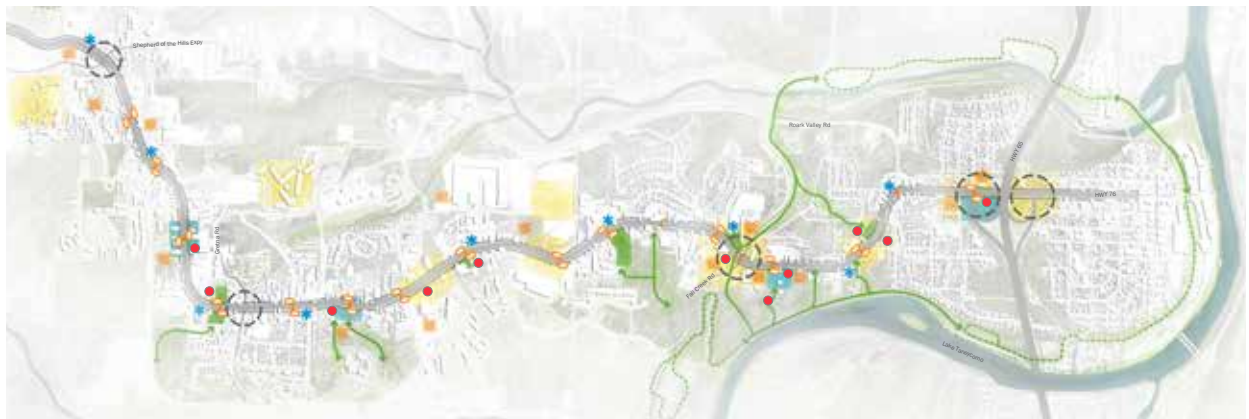 Shepherd of the Hills Expy
Roark Valley Rd.
HWY 65
HWY 76
Gretna Rd.
Fall Creek Rd.
Lake Taneycomo